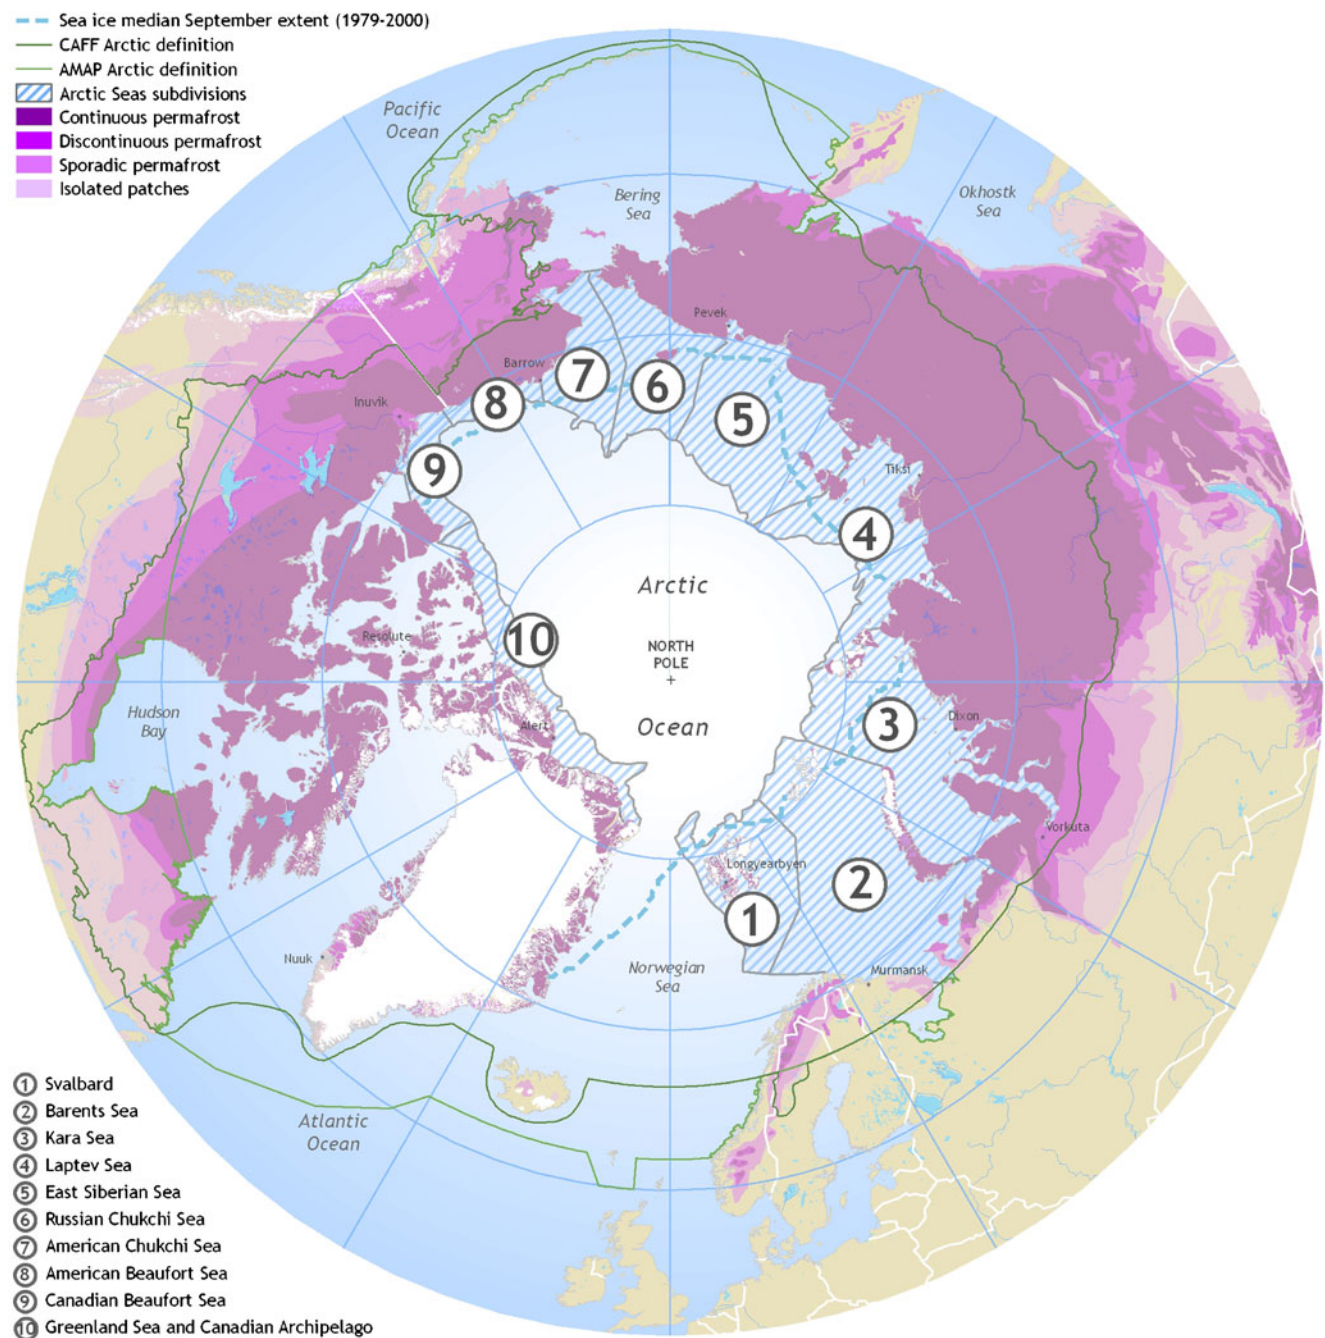 Sea ice median September extent (1979-2000)
CAFF Arctic definition
AMAP Arctic definition
Arctic Seas subdivisions
Continuous permafrost
Discontinuous permafrost
Sporadic permafrost
Isolated patches
Pacific
Ocean
Bering
Sea
Okhostk
Sea
Pevek
Barrow
7
6
8
5
Inuvik
9
Tiksi
4
Arctic
10
Resolute
NORTH
POLE
+
Hudson
Bay
Alert
Ocean
3
Dixon
Vorkuta
Longyearbyen
2
1
Nuuk
Norwegian
Sea
Murmansk
Atlantic
Ocean
1 Svalbard
2 Barents Sea
3 Kara Sea
4 Laptev Sea
5 East Siberian Sea
6 Russian Chukchi Sea
7 American Chukchi Sea
8 American Beaufort Sea
9 Canadian Beaufort Sea
10 Greenland Sea and Canadian Archipelago